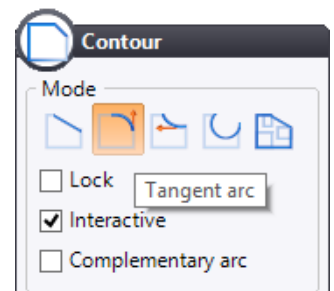 Contour
Mode
Lock
Tangent arc
Interactive
Complementary arc